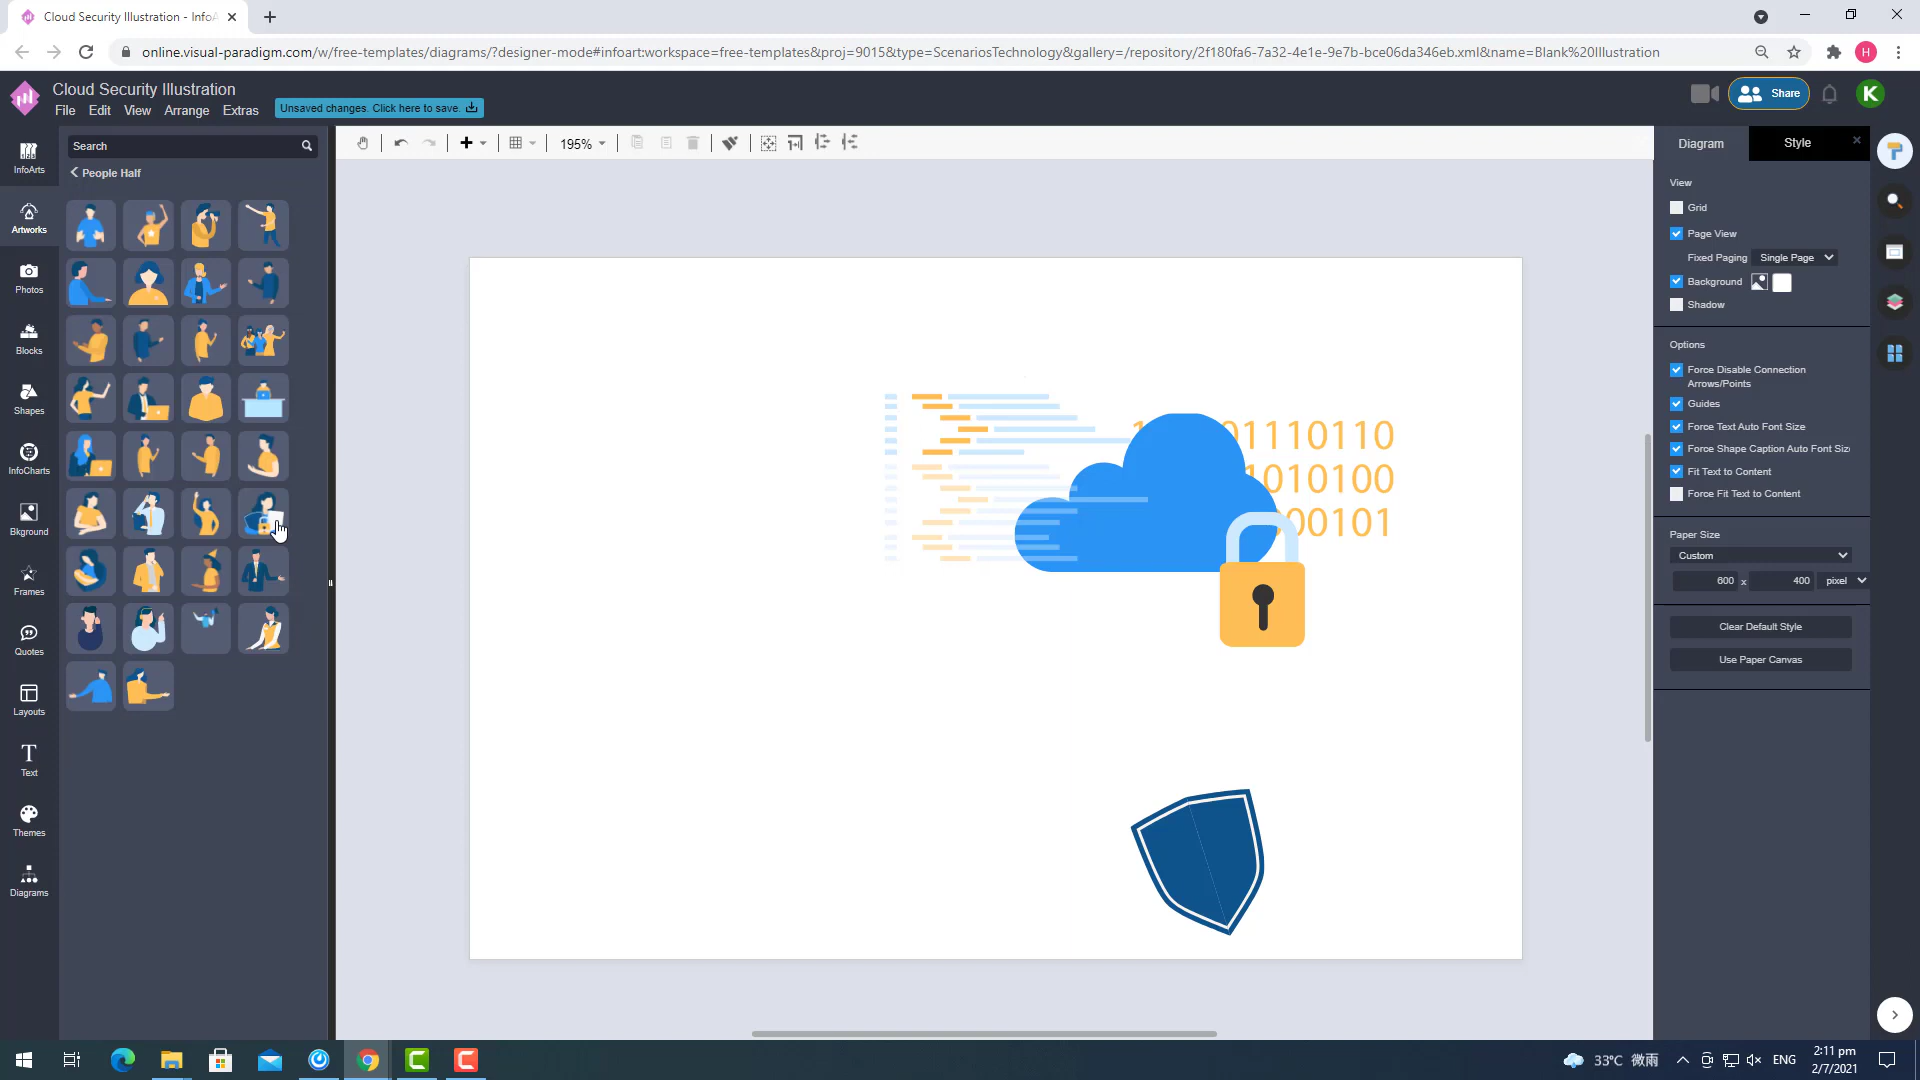 Cloud Security Illustration - InfoA
online.visual-paradigm.com/w/free-templates/diagrams/?designer-mode#infoart:workspace=free-templates&proj=9015&type=ScenariosTechnology&gallery=/repository/2f180fa6-7a32-4e1e-9e7b-bce06da346eb.xml&name=Blank%20Illustration
H
Cloud Security Illustration
File Edit View Arrange Extras
Unsaved changes. Click here to save.
Share
K
InfoArts
Artworks
Photos
Blocks
Shapes
InfoCharts
Bkground
Frames
Quotes
Layouts
Text
Themes
Diagrams
Search
People Half
195%
01110110
1010100
000101
Diagram
Style
View
Grid
Page View
Fixed Paging
Single Page
Background
Shadow
Options
Force Disable Connection
Arrows/Points
Guides
Force Text Auto Font Size
Force Shape Caption Auto Font Siz
Fit Text to Content
Force Fit Text to Content
Paper Size
Custom
600 x 400 pixel
Clear Default Style
Use Paper Canvas
33°C 微雨
ENG
2:11 pm
2/7/2021